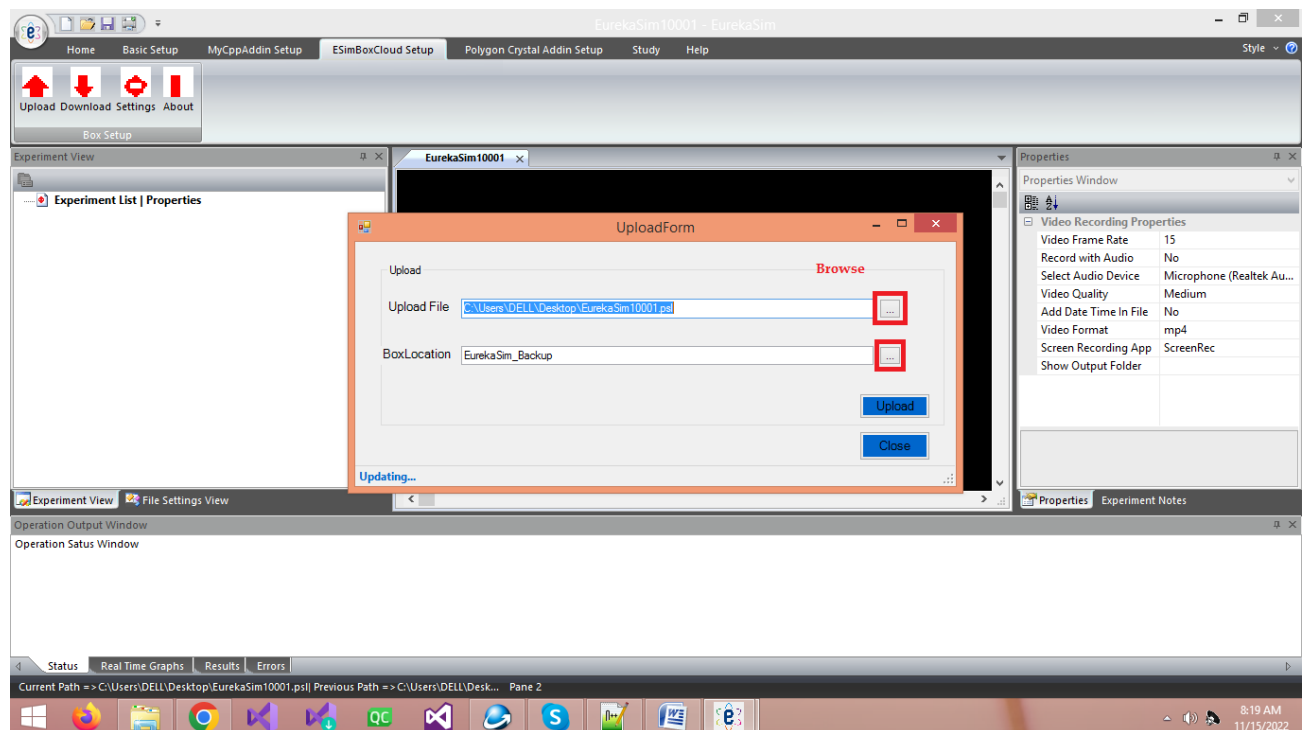 EurekaSim10001 - EurekaSim
Home Basic Setup MyCppAddin Setup ESimBoxCloud Setup Polygon Crystal Addin Setup Study Help Style
Upload Download Settings About
Box Setup
Experiment View
EurekaSim10001
Properties
Properties Window
Experiment List | Properties
Video Recording Properties
Video Frame Rate 15
Record with Audio No
Select Audio Device Microphone (Realtek Au...
Video Quality Medium
Add Date Time In File No
Video Format mp4
Screen Recording App ScreenRec
Show Output Folder
UploadForm
Upload
Browse
Upload File C:\Users\DELL\Desktop\EurekaSim10001.psl ...
BoxLocation EurekaSim_Backup ...
Upload
Close
Updating...
Experiment View File Settings View
Properties Experiment Notes
Operation Output Window
Operation Satus Window
Status Real Time Graphs Results Errors
Current Path => C:\Users\DELL\Desktop\EurekaSim10001.psl| Previous Path => C:\Users\DELL\Desk... Pane 2
8:19 AM
11/15/2022